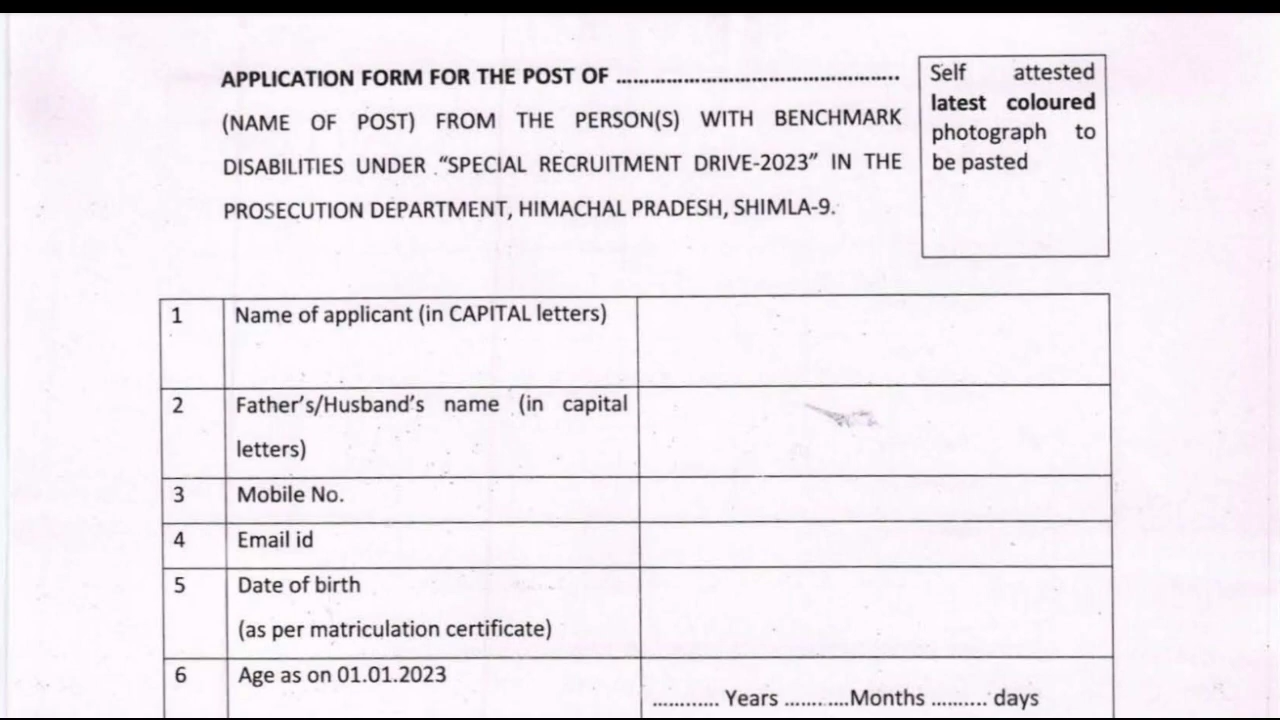 APPLICATION FORM FOR THE POST OF ................................................
(NAME OF POST) FROM THE PERSON(S) WITH BENCHMARK
DISABILITIES UNDER “SPECIAL RECRUITMENT DRIVE-2023” IN THE
PROSECUTION DEPARTMENT, HIMACHAL PRADESH, SHIMLA-9.
Self attested
latest coloured
photograph to
be pasted
1 Name of applicant (in CAPITAL letters)
2 Father’s/Husband’s name (in capital
letters)
3 Mobile No.
4 Email id
5 Date of birth
(as per matriculation certificate)
6 Age as on 01.01.2023
............ Years ............Months .......... days